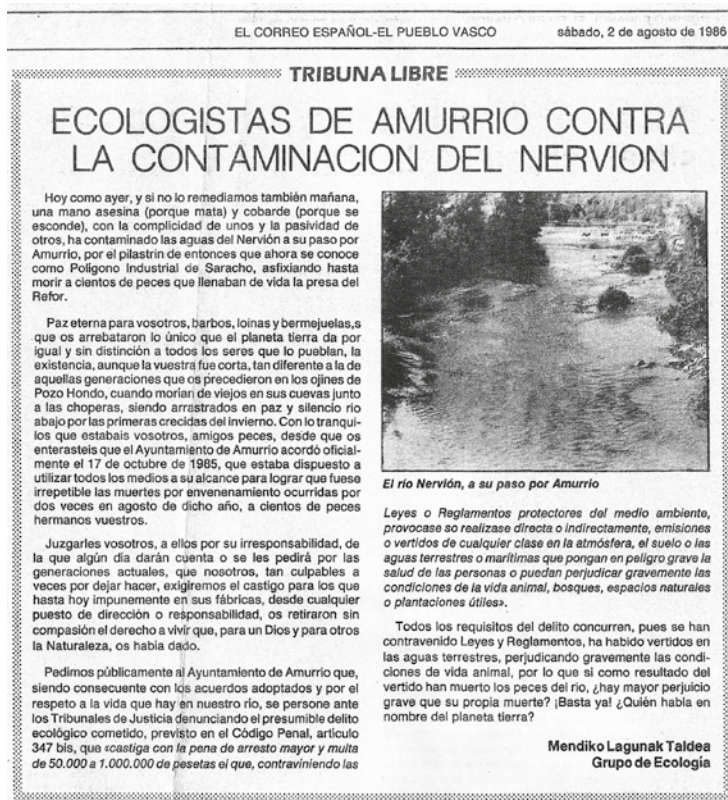 EL CORREO ESPAÑOL-EL PUEBLO VASCO
sábado, 2 de agosto de 1986
TRIBUNA LIBRE
ECOLOGISTAS DE AMURRIO CONTRA
LA CONTAMINACION DEL NERVION
Hoy como ayer, y si no lo remediamos también mañana,
una mano asesina (porque mata) y cobarde (porque se
esconde), con la complicidad de unos y la pasividad de
otros, ha contaminado las aguas del Nervión a su paso por
Amurrio, por el pilastrin de entonces que ahora se conoce
como Poligono Industrial de Saracho, asfixiando hasta
morir a cientos de peces que llenaban de vida la presa del
Refor.
Paz eterna para vosotros, barbos, loinas y bermejuelas,s
que os arrebataron lo único que el planeta tierra da por
igual y sin distinción a todos los seres que lo pueblan, la
existencia, aunque la vuestra fue corta, tan diferente a la de
aquellas generaciones que os precedieron en los ojines de
Pozo Hondo, cuando morian de viejos en sus cuevas junto
a las choperas, siendo arrastrados en paz y silencio rio
abajo por las primeras crecidas del invierno. Con lo tranqui-
los que estabais vosotros, amigos peces, desde que os
enterasteis que el Ayuntamiento de Amurrio acordó oficial-
mente el 17 de octubre de 1985, que estaba dispuesto a
utilizar todos los medios a su alcance para lograr que fuese
irrepetible las muertes por envenenamiento ocurridas por
dos veces en agosto de dicho año, a cientos de peces
hermanos vuestros.
Juzgarles vosotros, a ellos por su irresponsabilidad, de
la que algún dia darán cuenta o se les pedirá por las
generaciones actuales, que nosotros, tan culpables a
veces por dejar hacer, exigiremos el castigo para los que
hasta hoy impunemente en sus fábricas, desde cualquier
puesto de dirección o responsabilidad, os retiraron sin
compasión el derecho a vivir que, para un Dios y para otros
la Naturaleza, os habia dado.
Pedimos públicamente al Ayuntamiento de Amurrio que,
siendo consecuente con los acuerdos adoptados y por el
respeto a la vida que hay en nuestro rio, se persone ante
los Tribunales de Justicia denunciando el presumible delito
ecológico cometido, previsto en el Código Penal, artículo
347 bis, que «castiga con la pena de arresto mayor y multa
de 50.000 a 1.000.000 de pesetas el que, contraviniendo las
El río Nervión, a su paso por Amurrio
Leyes o Reglamentos protectores del medio ambiente,
provocase so realizase directa o indirectamente, emisiones
o vertidos de cualquier clase en la atmósfera, el suelo o las
aguas terrestres o marítimas que pongan en peligro grave la
salud de las personas o puedan perjudicar gravemente las
condiciones de la vida animal, bosques, espacios naturales
o plantaciones útiles».
Todos los requisitos del delito concurren, pues se han
contravenido Leyes y Reglamentos, ha habido vertidos en
las aguas terrestres, perjudicando gravemente las condi-
ciones de vida animal, por lo que si como resultado del
vertido han muerto los peces del rio, ¿hay mayor perjuicio
grave que su propia muerte? ¡Basta ya! ¿Quién habla en
nombre del planeta tierra?
Mendiko Lagunak Taldea
Grupo de Ecología